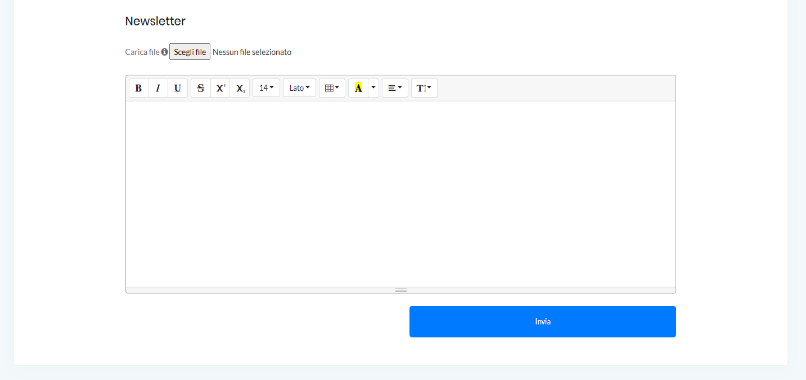 Newsletter
Carica file Scegli file Nessun file selezionato
B I U S X⁺ X₊ 14 Lato A T
Invia